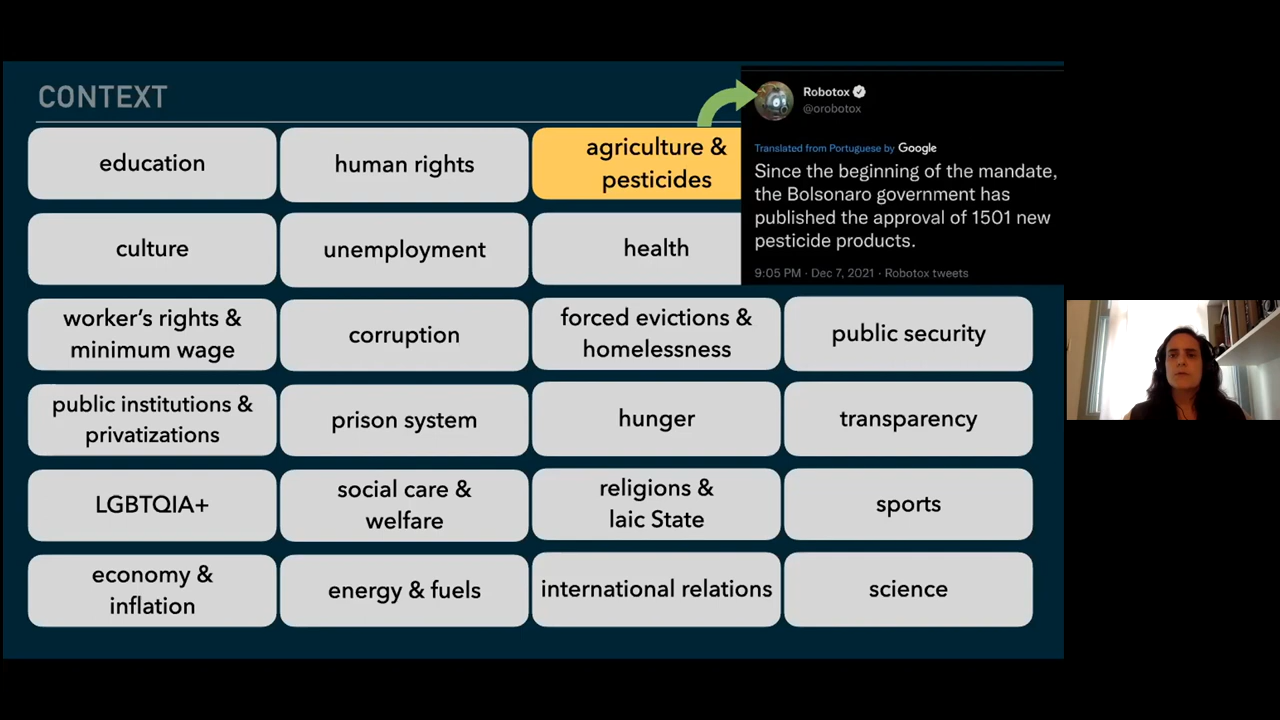 CONTEXT
Robotox
@orobotox
Translated from Portuguese by Google
Since the beginning of the mandate,
the Bolsonaro government has
published the approval of 1501 new
pesticide products.
9:05 PM · Dec 7, 2021 · Robotox tweets
education
human rights
agriculture &
pesticides
culture
unemployment
health
worker's rights &
minimum wage
corruption
forced evictions &
homelessness
public security
public institutions &
privatizations
prison system
hunger
transparency
LGBTQIA+
social care &
welfare
religions &
laic State
sports
economy &
inflation
energy & fuels
international relations
science